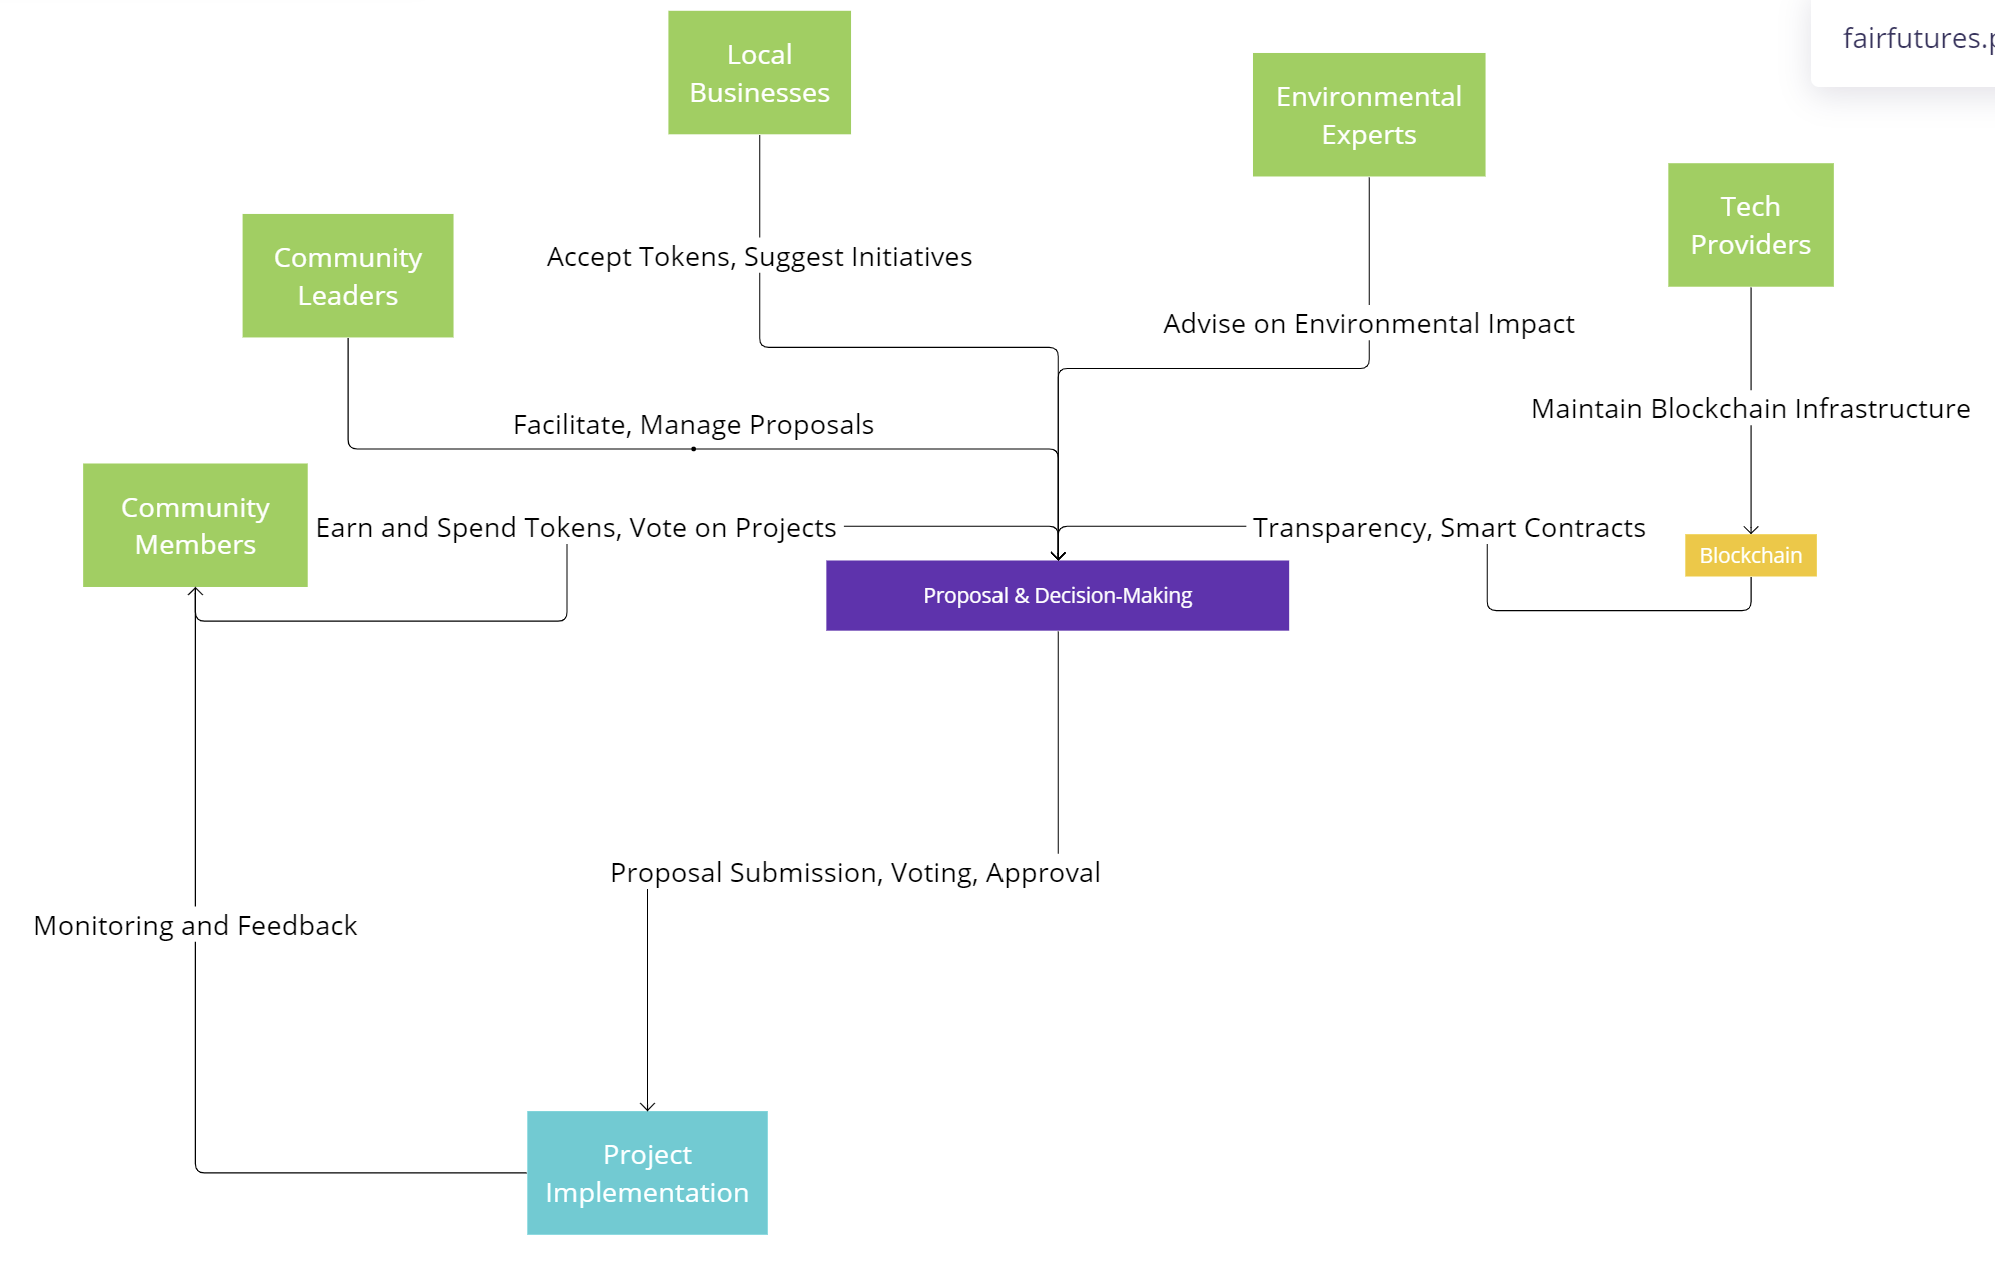 Local
Businesses
fairfutures.p
Environmental
Experts
Tech
Providers
Community
Leaders
Accept Tokens, Suggest Initiatives
Advise on Environmental Impact
Maintain Blockchain Infrastructure
Facilitate, Manage Proposals
Community
Members
Earn and Spend Tokens, Vote on Projects
Transparency, Smart Contracts
Blockchain
Proposal & Decision-Making
Proposal Submission, Voting, Approval
Monitoring and Feedback
Project
Implementation